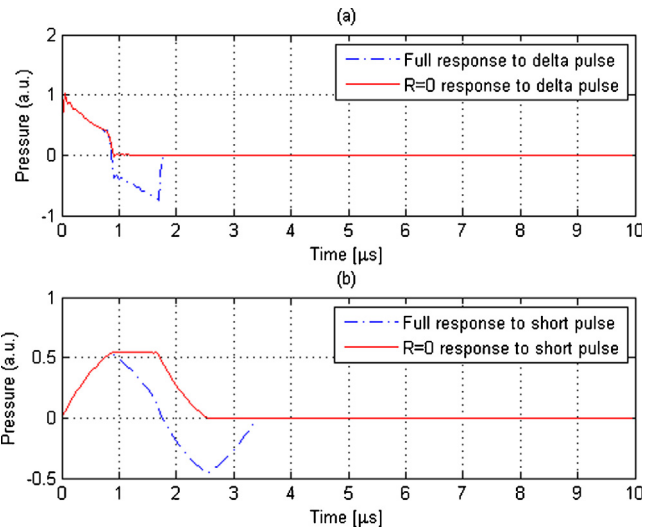 (a)
2
1
0
-1
Pressure (a.u.)
Full response to delta pulse
R=0 response to delta pulse
0 1 2 3 4 5 6 7 8 9 10
Time [µs]
(b)
1
0.5
0
-0.5
Pressure (a.u.)
Full response to short pulse
R=0 response to short pulse
0 1 2 3 4 5 6 7 8 9 10
Time [µs]